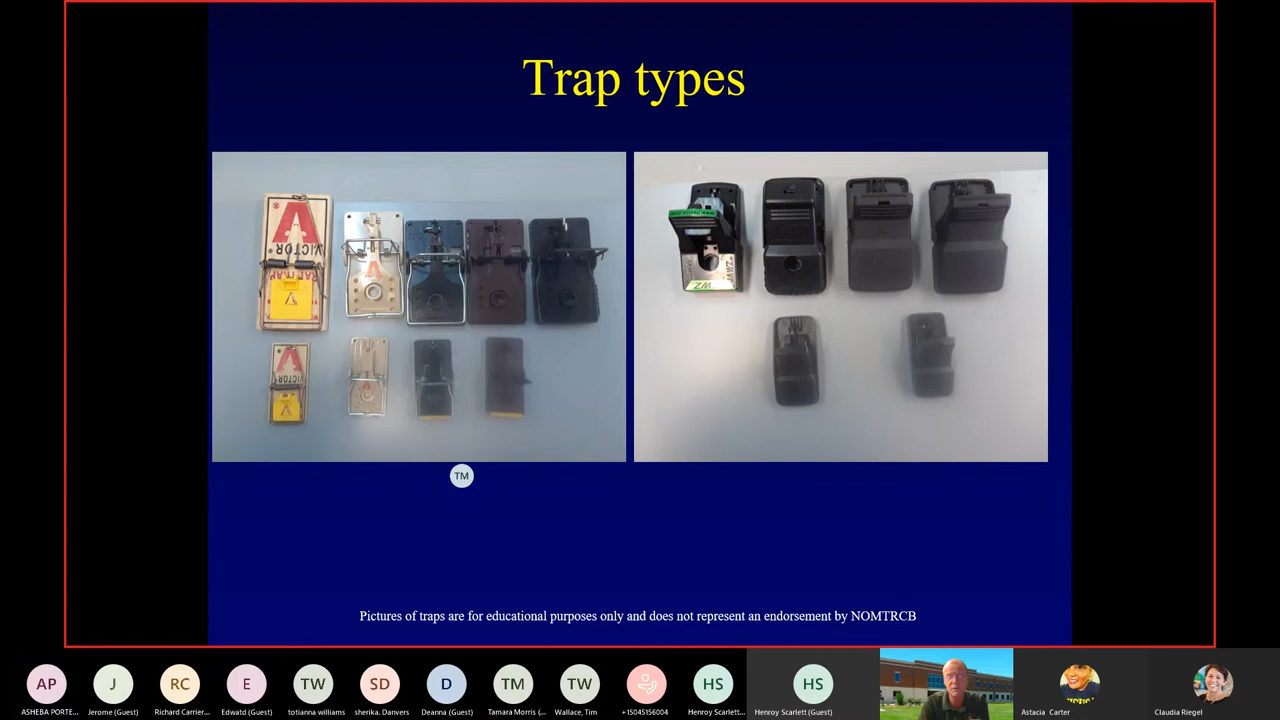 Trap types
VICTOR
RAT TRAP
VICTOR
JAWZ
TM
Pictures of traps are for educational purposes only and does not represent an endorsement by NOMTRCB
AP
J
RC
E
TW
SD
D
TM
TW
HS
HS
ASHEBA PORTE...
Jerome (Guest)
Richard Carrier...
Edwatd (Guest)
totianna williams
sherika. Danvers
Deanna (Guest)
Tamara Morris (...
Wallace, Tim
+15045156004
Henroy Scarlett...
Henroy Scarlett (Guest)
Astacia Carter
Claudia Riegel